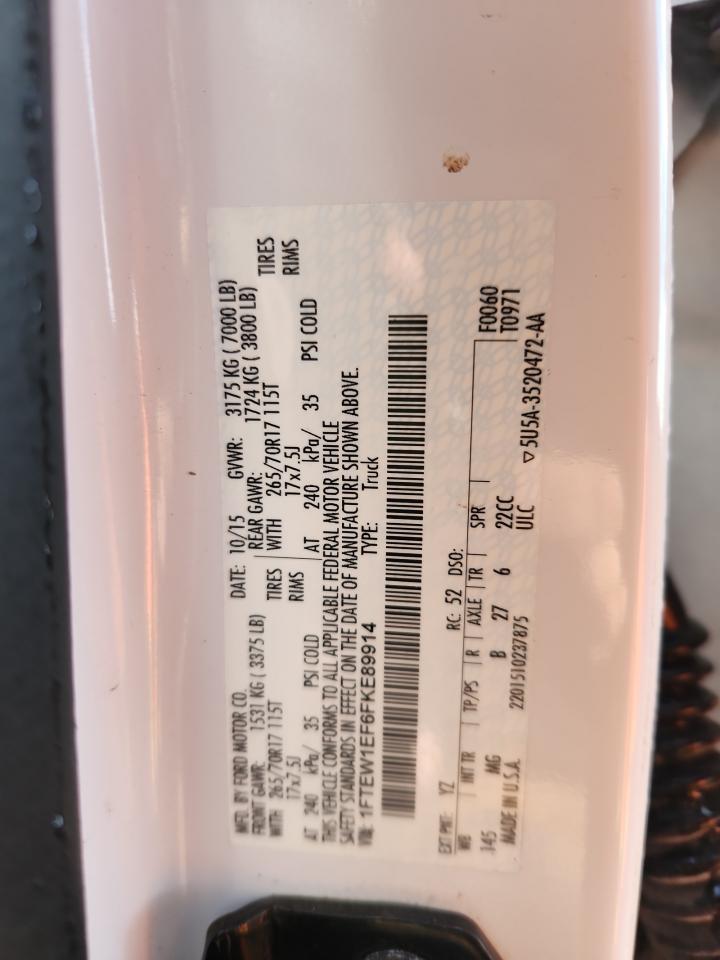 MFD. BY FORD MOTOR CO. DATE: 10/15 GVWR: 3175 KG ( 7000 LB)
FRONT GAWR: 1531 KG ( 3375 LB) REAR GAWR: 1724 KG ( 3800 LB)
WITH 265/70R17 115T TIRES WITH 265/70R17 115T TIRES
17x7.5J RIMS 17x7.5J RIMS
AT 240 kPa/ 35 PSI COLD AT 240 kPa/ 35 PSI COLD
THIS VEHICLE CONFORMS TO ALL APPLICABLE FEDERAL MOTOR VEHICLE
SAFETY STANDARDS IN EFFECT ON THE DATE OF MANUFACTURE SHOWN ABOVE.
VIN: 1FTEW1EF6FKE89914 TYPE: Truck
EXT PNT: YZ RC: 52 DSO: F0060
WB INT TR TP/PS R AXLE TR SPR T0971
145 MG B 27 6 22CC
MADE IN U.S.A. 2201510237875 ULC ▽5U5A-3520472-AA